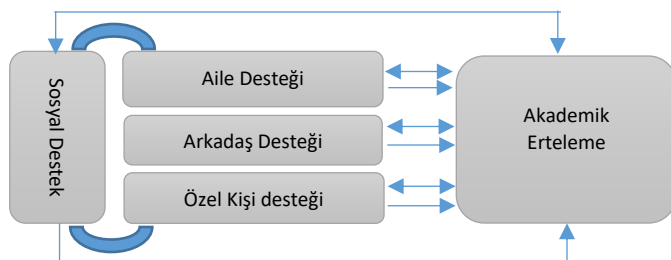 Sosyal Destek
Aile Desteği
Arkadaş Desteği
Özel Kişi desteği
Akademik
Erteleme